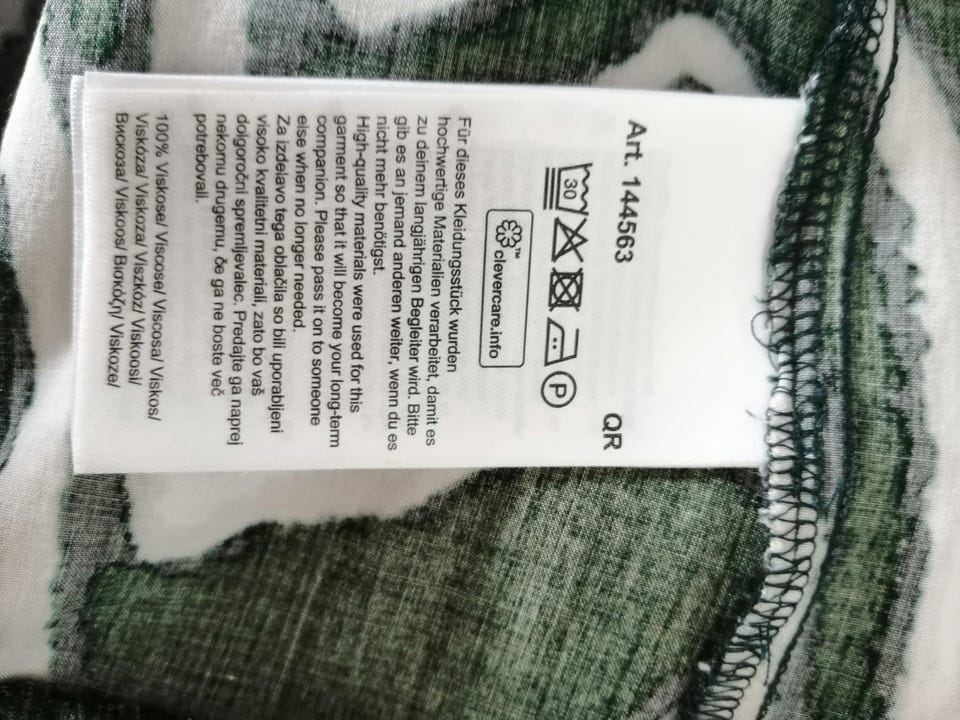 Art. 144563
QR
30
P
™
clevercare.info
Für dieses Kleidungsstück wurden
hochwertige Materialien verarbeitet, damit es
zu deinem langjährigen Begleiter wird. Bitte
gib es an jemand anderen weiter, wenn du es
nicht mehr benötigst.
High-quality materials were used for this
garment so that it will become your long-term
companion. Please pass it on to someone
else when no longer needed.
Za izdelavo tega oblačila so bili uporabljeni
visoko kvalitetni materiali, zato bo vaš
dolgoročni spremljevalec. Predajte ga naprej
nekomu drugemu, če ga ne boste več
potrebovali.
100% Viskose/ Viscose/ Viscosa/ Viskos/
Viskóza/ Viskoza/ Viszkóz/ Viskoosi/
Вискоза/ Viskoos/ Βισκόζη/ Viskoze/